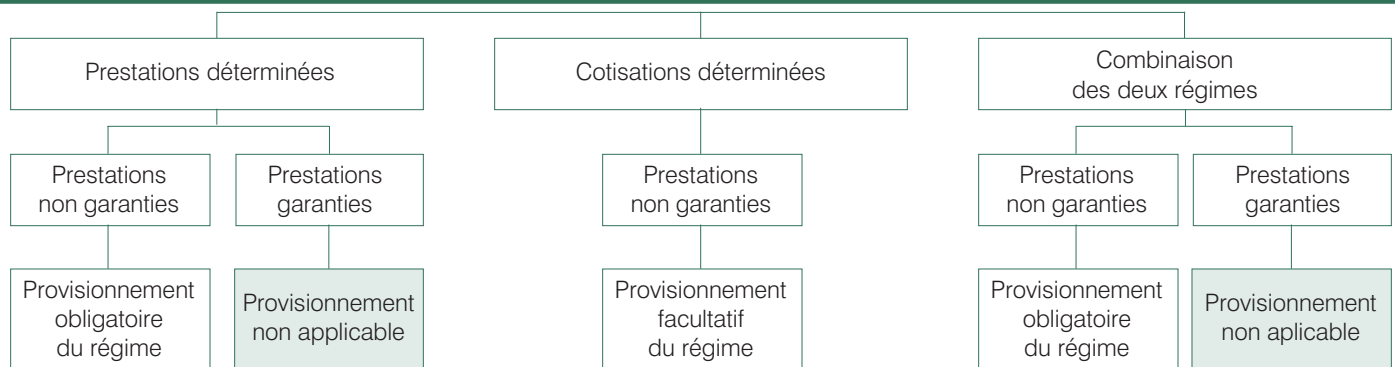 Prestations déterminées
Cotisations déterminées
Combinaison
des deux régimes
Prestations
non garanties
Prestations
garanties
Prestations
non garanties
Prestations
non garanties
Prestations
garanties
Provisionnement
obligatoire
du régime
Provisionnement
non applicable
Provisionnement
facultatif
du régime
Provisionnement
obligatoire
du régime
Provisionnement
non aplicable